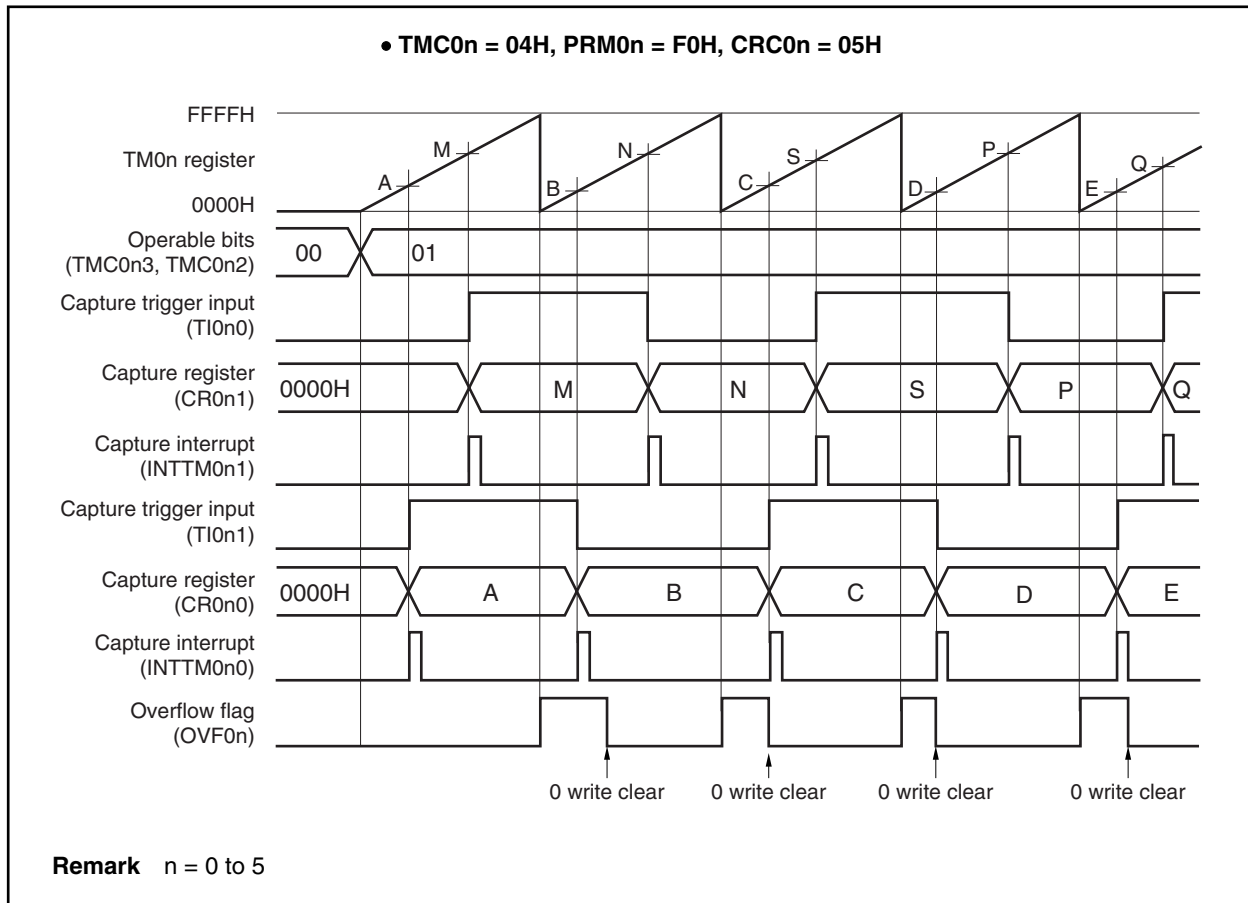 • TMC0n = 04H, PRM0n = F0H, CRC0n = 05H
FFFFH
TM0n register
0000H
M
A
N
B
S
C
P
D
Q
E
Operable bits
(TMC0n3, TMC0n2)
00
01
Capture trigger input
(TI0n0)
Capture register
(CR0n1)
0000H
M
N
S
P
Q
Capture interrupt
(INTTM0n1)
Capture trigger input
(TI0n1)
Capture register
(CR0n0)
0000H
A
B
C
D
E
Capture interrupt
(INTTM0n0)
Overflow flag
(OVF0n)
0 write clear
0 write clear
0 write clear
0 write clear
Remark n = 0 to 5